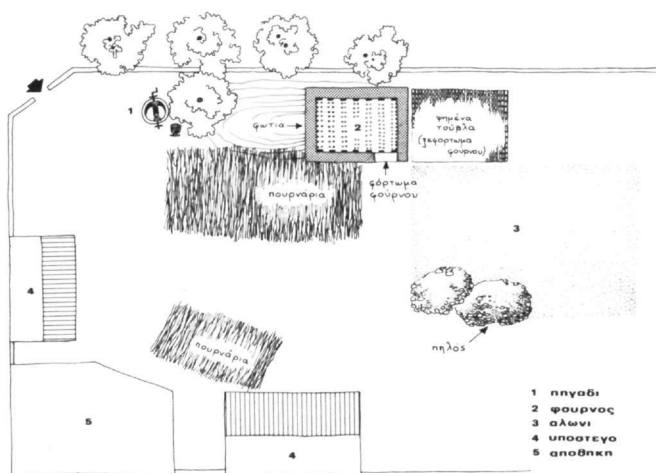 1
φωτιά
2
ψημένα
τούβλα
(ξεφόρτωμα
φούρνου)
πουρνάρια
φόρτωμα
φούρνου
3
4
πουρνάρια
πηλός
5
4
1 πηγαδι
2 φουρνος
3 αλωνι
4 υποστεγο
5 αποθηκη